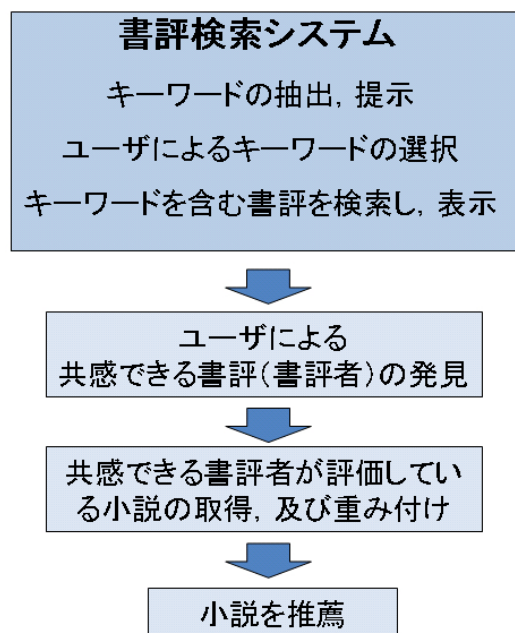 書評検索システム
キーワードの抽出, 提示
ユーザによるキーワードの選択
キーワードを含む書評を検索し, 表示
ユーザによる
共感できる書評(書評者)の発見
共感できる書評者が評価してい
る小説の取得, 及び重み付け
小説を推薦